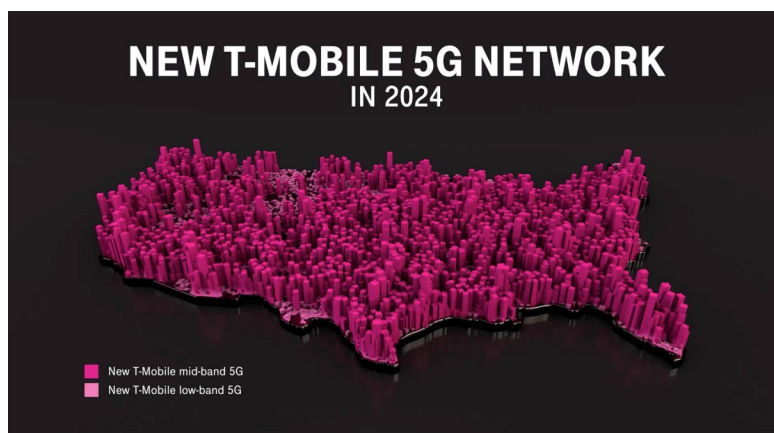 NEW T-MOBILE 5G NETWORK
IN 2024
New T-Mobile mid-band 5G
New T-Mobile low-band 5G